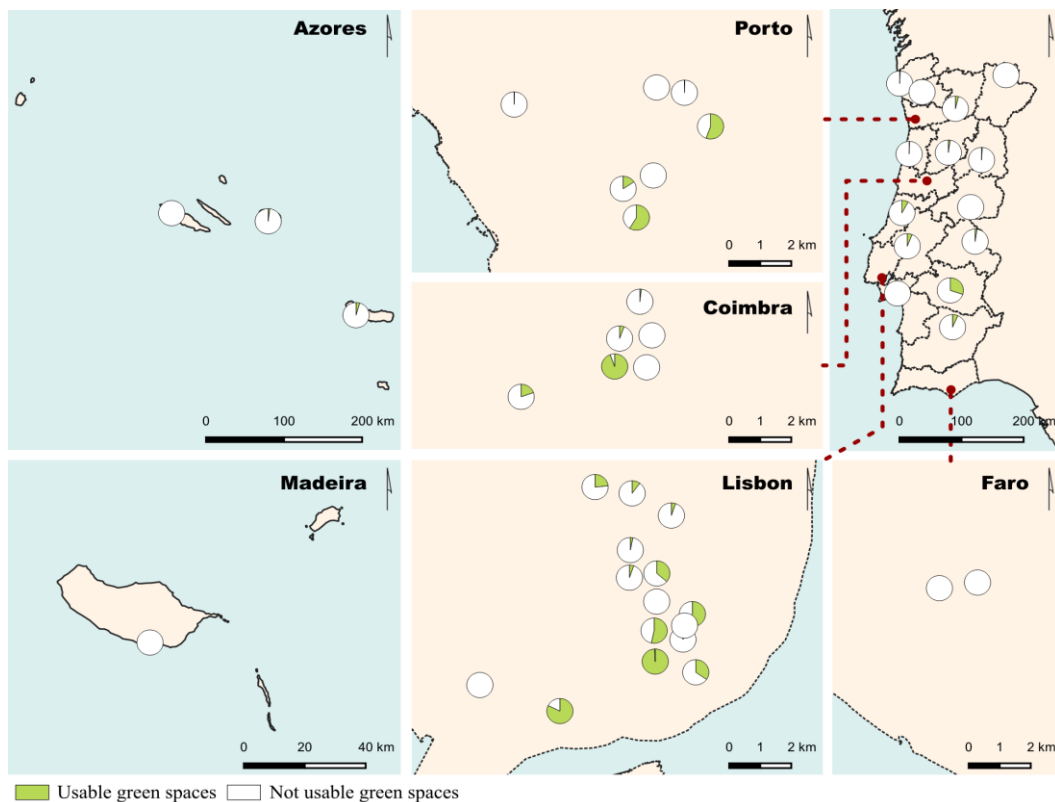 Azores
0 100 200 km
Porto
0 1 2 km
Coimbra
0 1 2 km
0 100 200 km
Madeira
0 20 40 km
Lisbon
0 1 2 km
Faro
0 1 2 km
Usable green spaces
Not usable green spaces